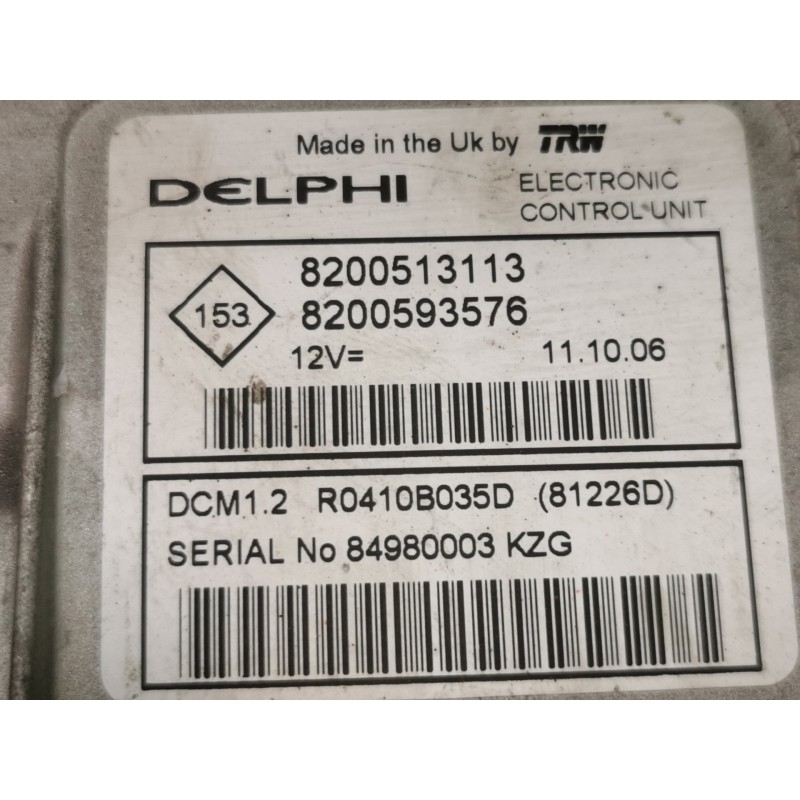 Made in the Uk by TRW
DELPHI
ELECTRONIC
CONTROL UNIT
153
8200513113
8200593576
12V= 11.10.06
DCM1.2 R0410B035D (81226D)
SERIAL No 84980003 KZG